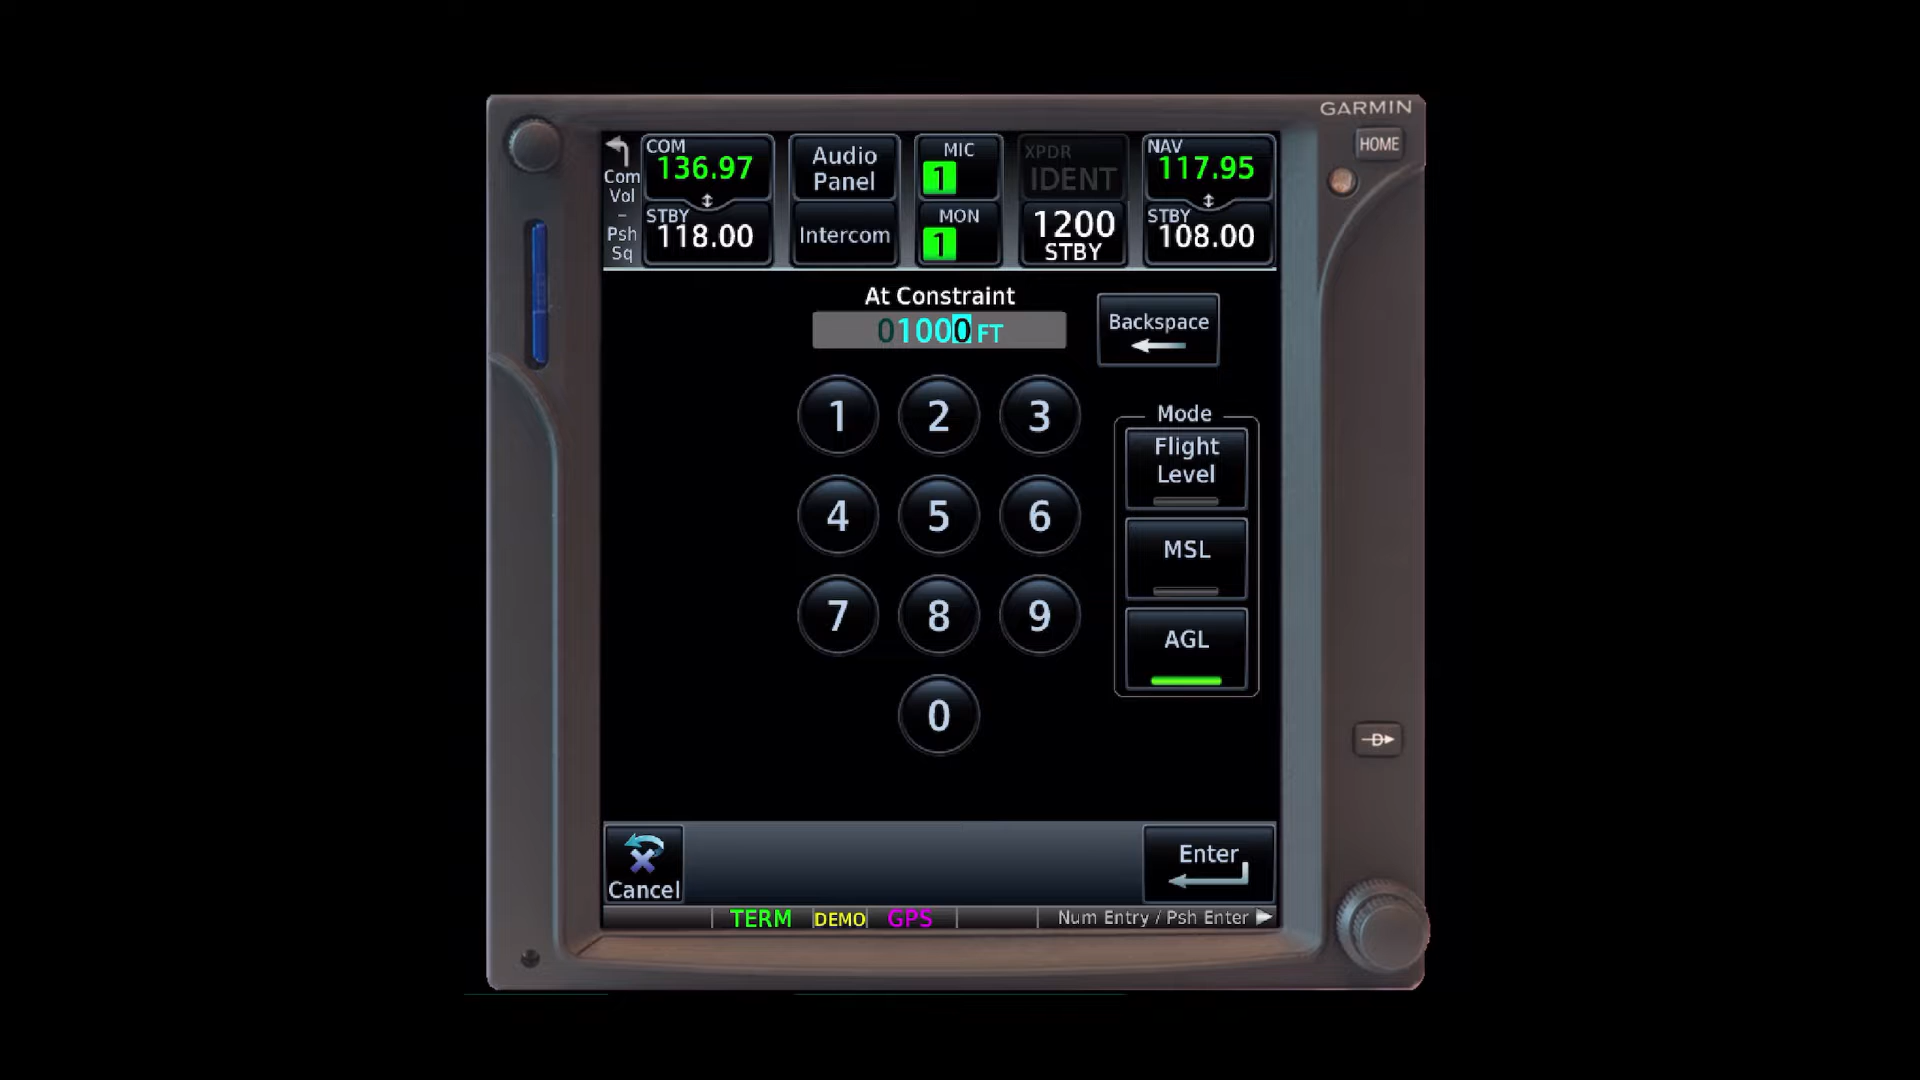 GARMIN
HOME
Com
Vol
–
Psh
Sq
COM
136.97
STBY
118.00
Audio
Panel
Intercom
MIC
1
MON
1
XPDR
IDENT
1200
STBY
NAV
117.95
STBY
108.00
At Constraint
01000 FT
Backspace
1 2 3
4 5 6
7 8 9
0
Mode
Flight
Level
MSL
AGL
D
Cancel
Enter
TERM DEMO GPS Num Entry / Psh Enter